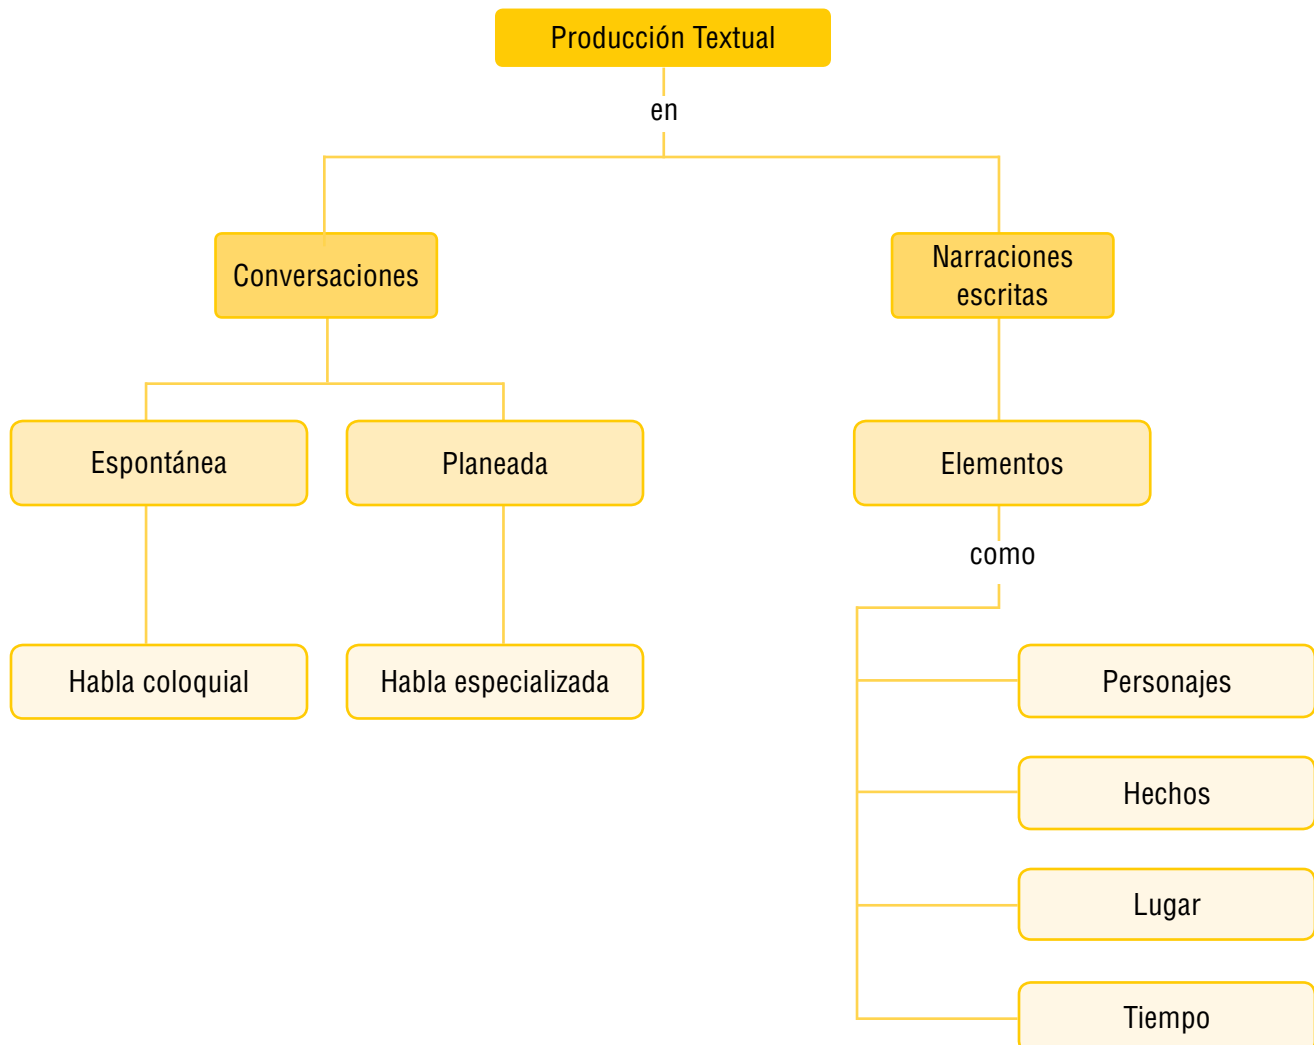 Producción Textual
en
Conversaciones
Narraciones
escritas
Espontánea
Planeada
Elementos
como
Habla coloquial
Habla especializada
Personajes
Hechos
Lugar
Tiempo